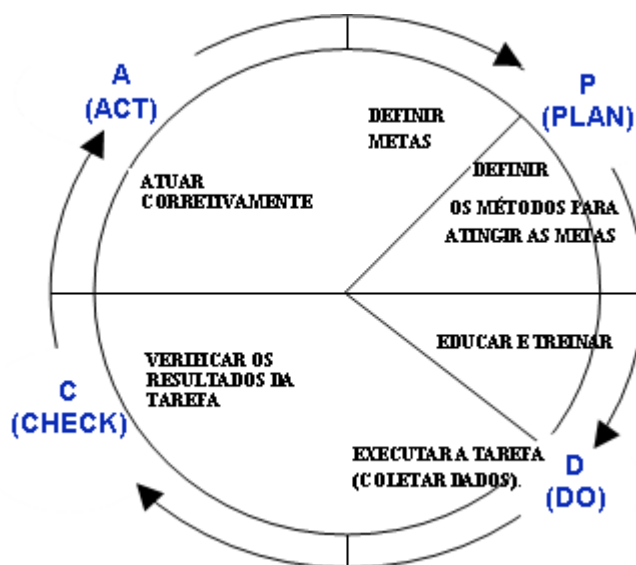 A
(ACT)
P
(PLAN)
DEFINIR
METAS
DEFINIR
OS MÉTODOS PARA
ATINGIR AS METAS
ATUAR
CORRETIVAMENTE
EDUCAR E TREINAR
VERIFICAR OS
RESULTADOS DA
TAREFA
C
(CHECK)
EXECUTAR A TAREFA
(COLETAR DADOS).
D
(DO)